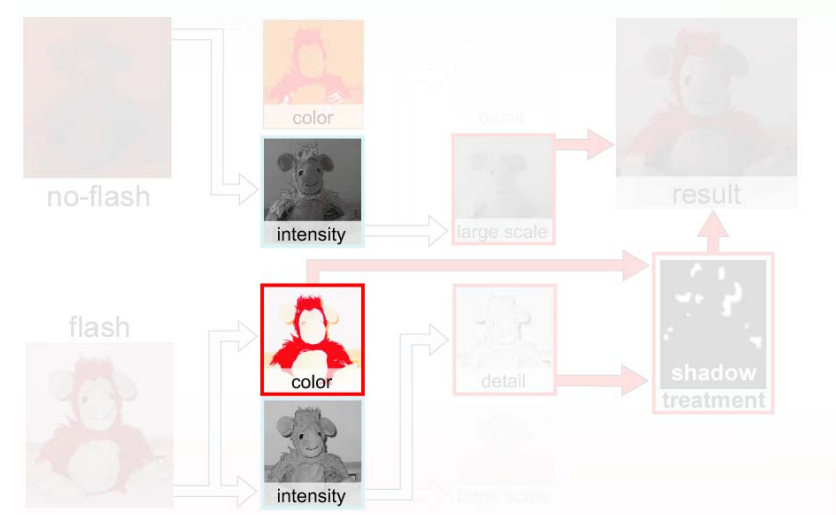 color
detail
no-flash
intensity
large scale
result
flash
color
detail
shadow
treatment
intensity
large scale